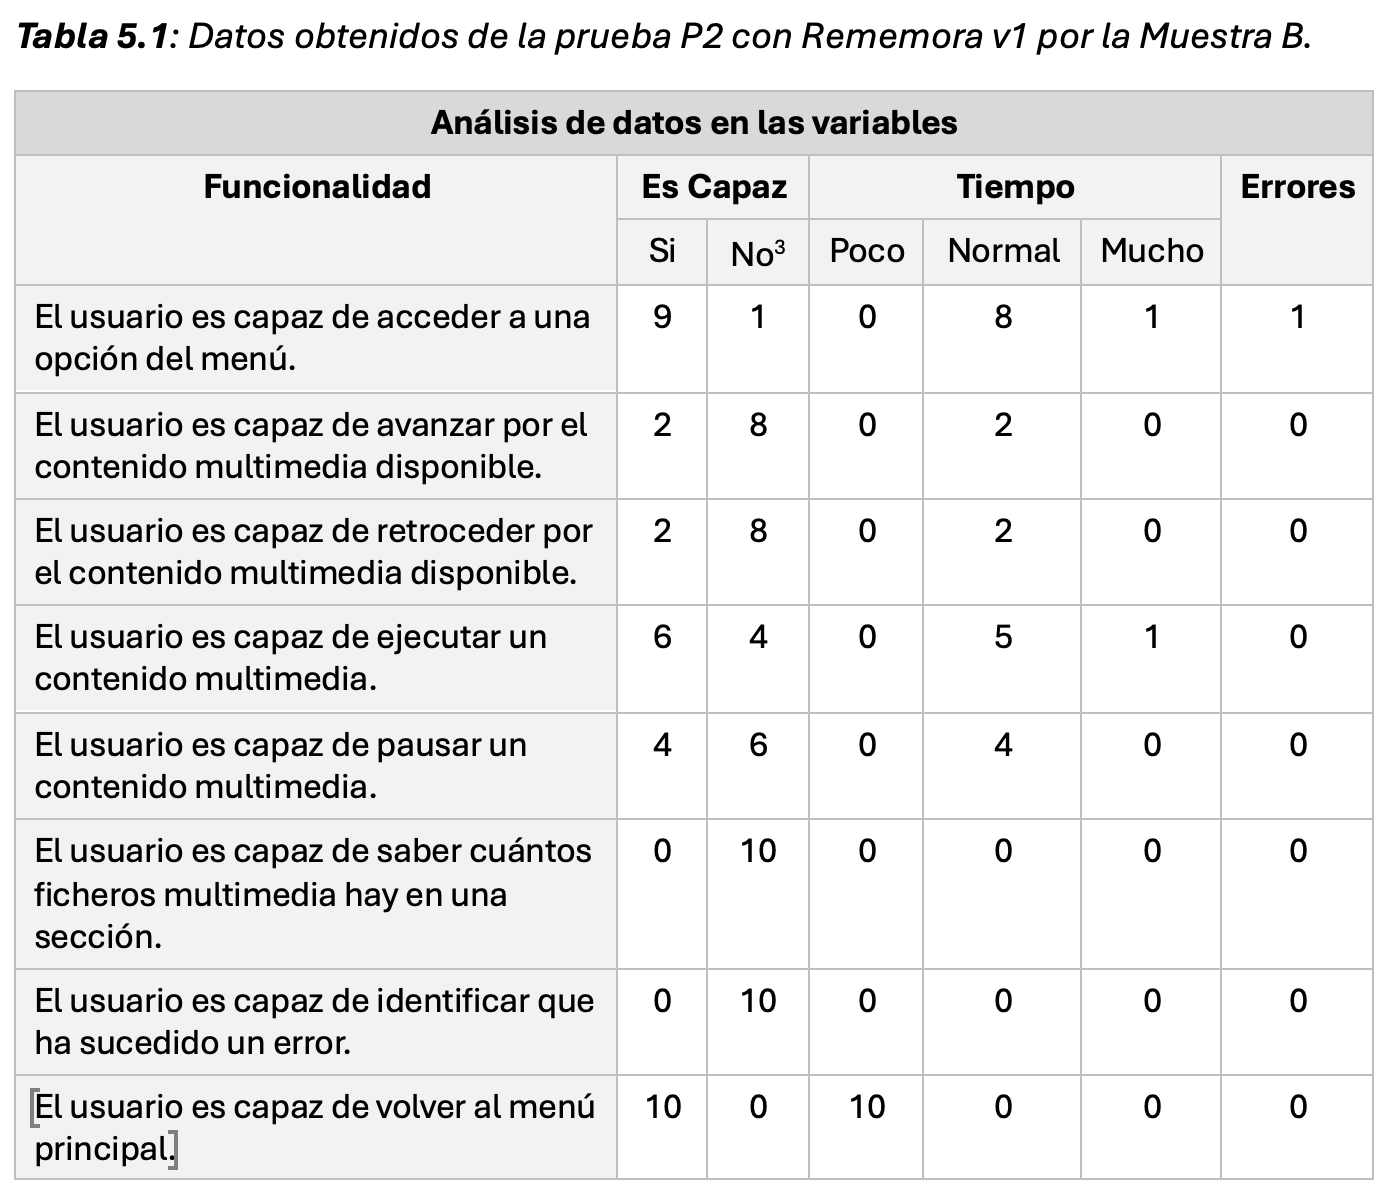 Tabla 5.1: Datos obtenidos de la prueba P2 con Rememora v1 por la Muestra B.
Análisis de datos en las variables
Funcionalidad Es Capaz Tiempo Errores
Si No³ Poco Normal Mucho
El usuario es capaz de acceder a una 9 1 0 8 1 1
opción del menú.
El usuario es capaz de avanzar por el 2 8 0 2 0 0
contenido multimedia disponible.
El usuario es capaz de retroceder por 2 8 0 2 0 0
el contenido multimedia disponible.
El usuario es capaz de ejecutar un 6 4 0 5 1 0
contenido multimedia.
El usuario es capaz de pausar un 4 6 0 4 0 0
contenido multimedia.
El usuario es capaz de saber cuántos 0 10 0 0 0 0
ficheros multimedia hay en una
sección.
El usuario es capaz de identificar que 0 10 0 0 0 0
ha sucedido un error.
[El usuario es capaz de volver al menú 10 0 10 0 0 0
principal.]